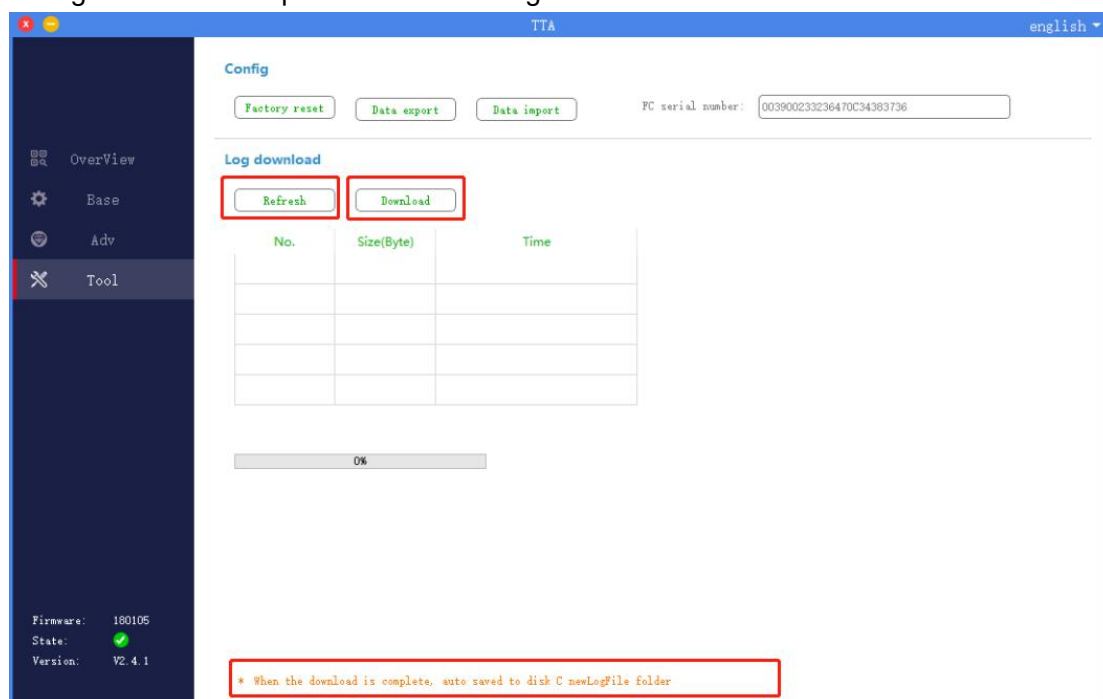 TTA english
Config
Factory reset Data export Data import FC serial number: 003900233236470C34383736
OverView
Base
Adv
Tool
Log download
Refresh Download
No. Size(Byte) Time
0%
Firmware: 180105
State:
Version: V2.4.1
* When the download is complete, auto saved to disk C newLogFile folder